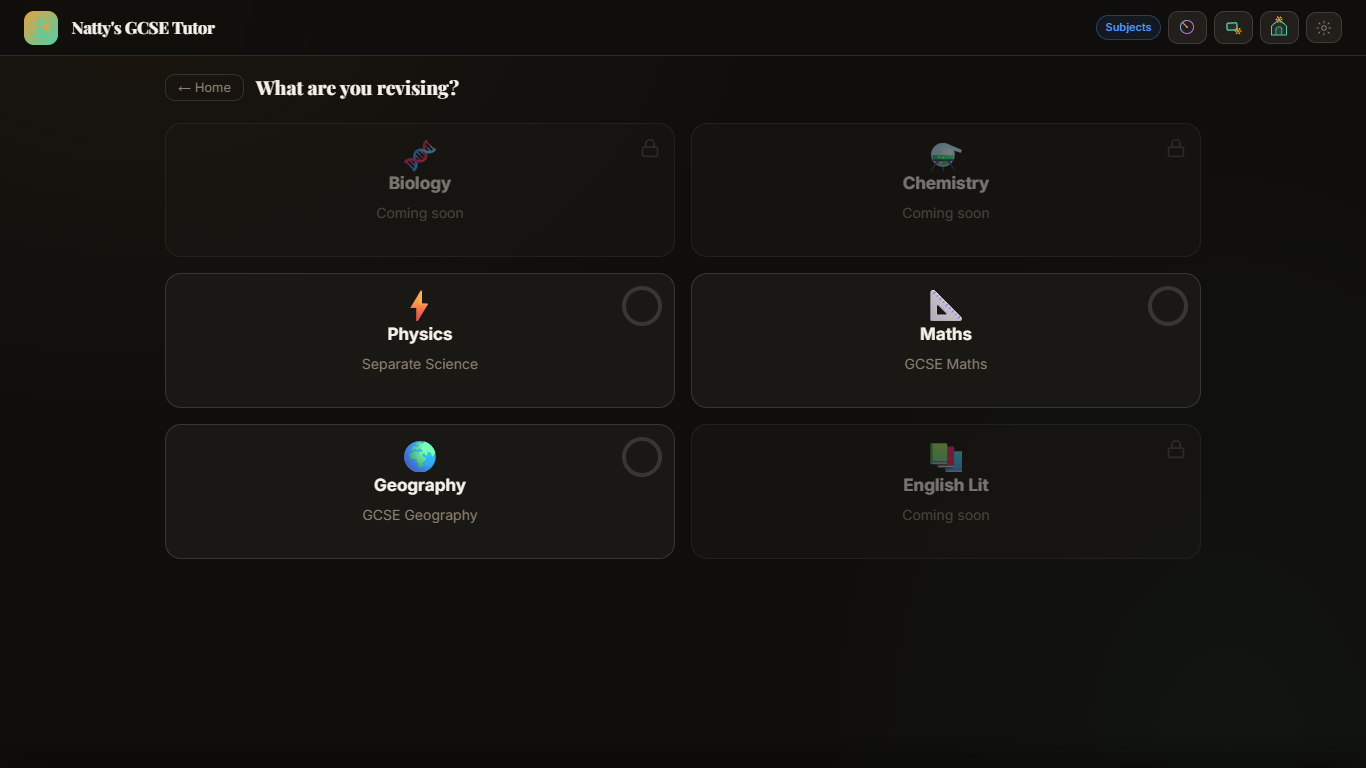 Natty's GCSE Tutor
Subjects
← Home
What are you revising?
Biology
Coming soon
Chemistry
Coming soon
Physics
Separate Science
Maths
GCSE Maths
Geography
GCSE Geography
English Lit
Coming soon